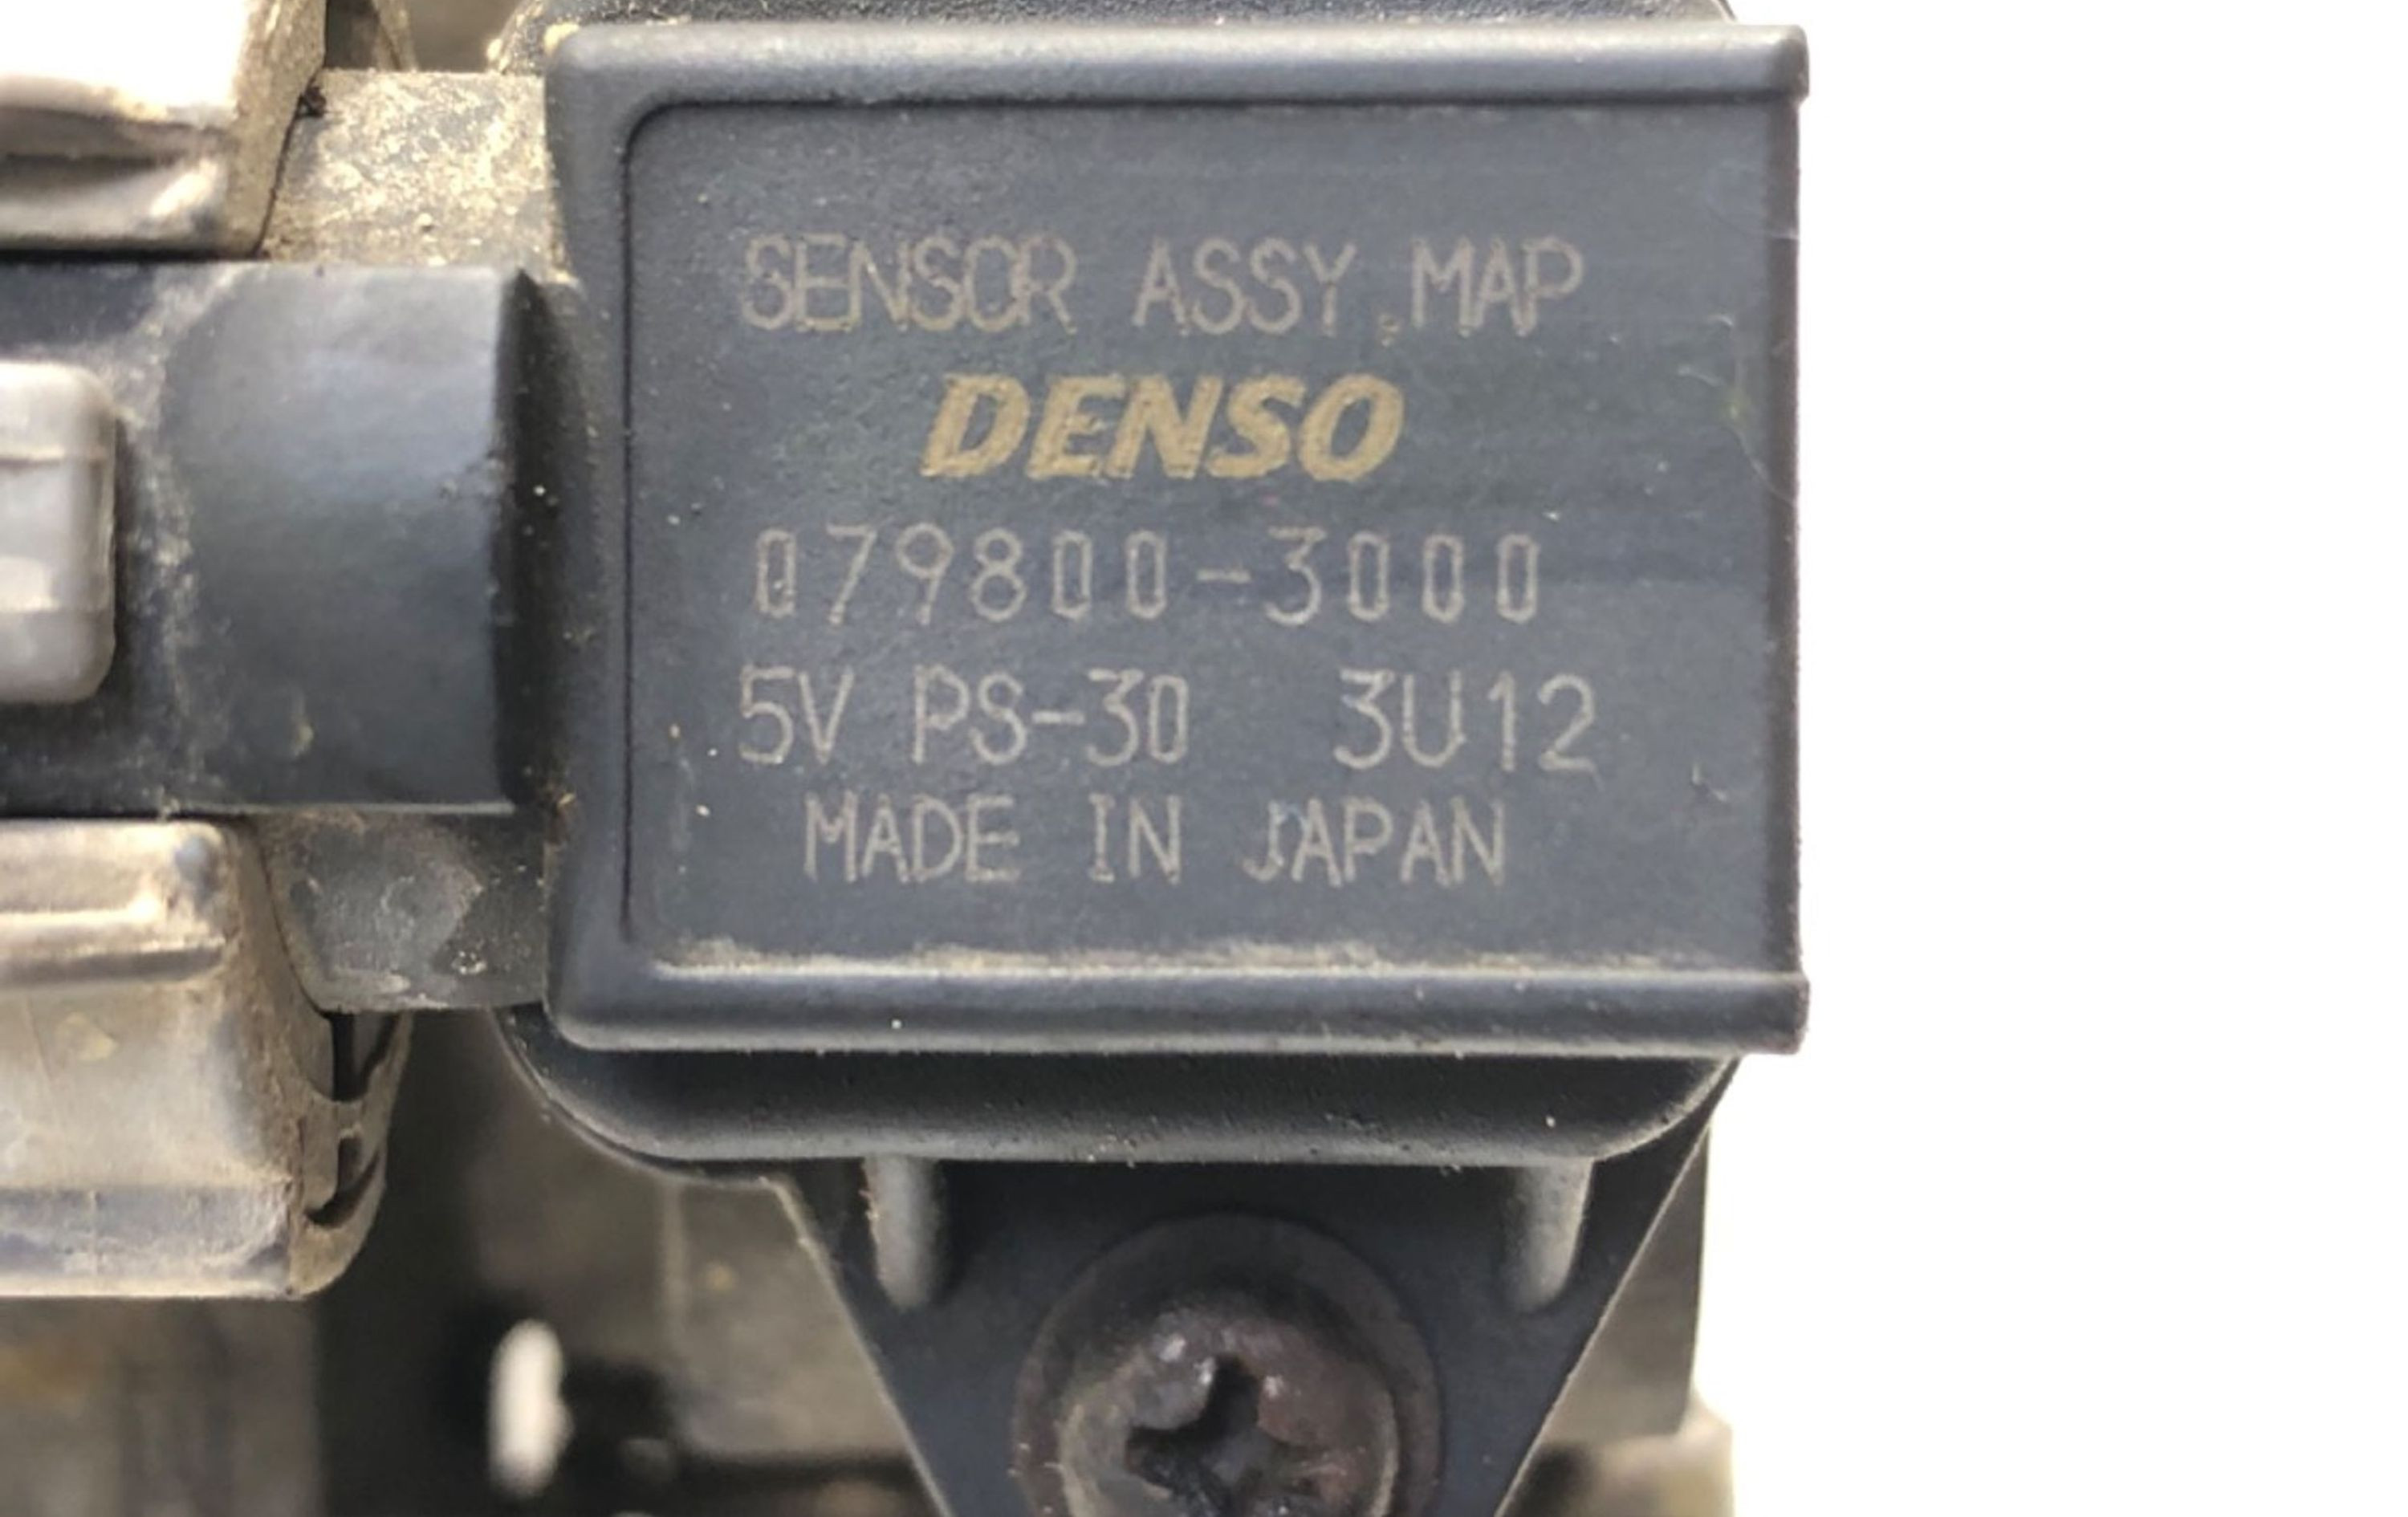 SENSOR ASSY,MAP
DENSO
079800-3000
5V PS-30 3U12
MADE IN JAPAN